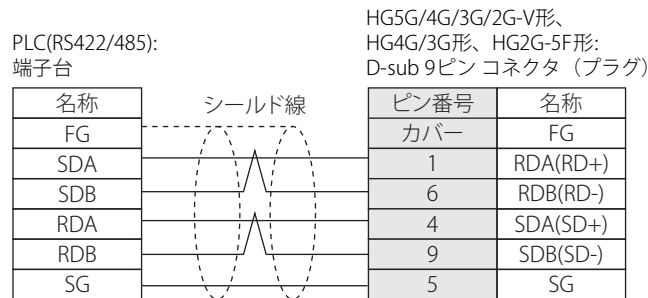 PLC(RS422/485):
端子台
HG5G/4G/3G/2G-V形、
HG4G/3G形、HG2G-5F形:
D-sub 9ピン コネクタ（プラグ）
名称 シールド線 ピン番号 名称
FG カバー FG
SDA 1 RDA(RD+)
SDB 6 RDB(RD-)
RDA 4 SDA(SD+)
RDB 9 SDB(SD-)
SG 5 SG